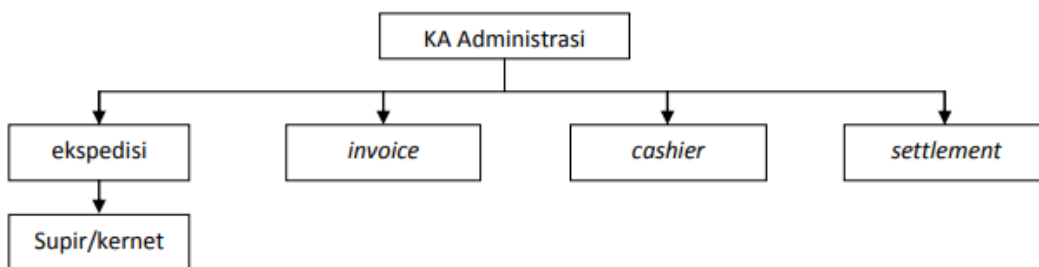 KA Administrasi
ekspedisi
invoice
cashier
settlement
Supir/kernet